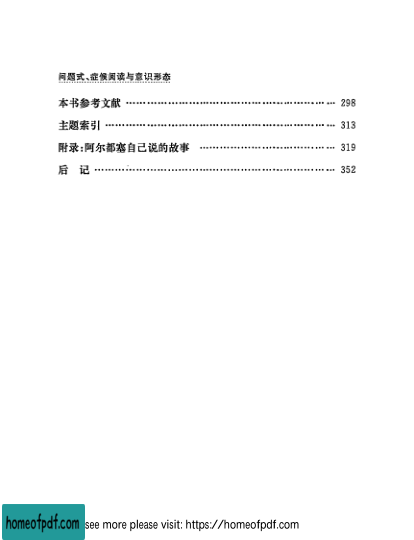 问题式、症候阅读与意识形态
本书参考文献 …………………………………………………………… 298
主题索引 ………………………………………………………………… 313
附录:阿尔都塞自己说的故事 ……………………………………… 319
后 记 …………………………………………………………………… 352
homeofpdf.com see more please visit: https://homeofpdf.com